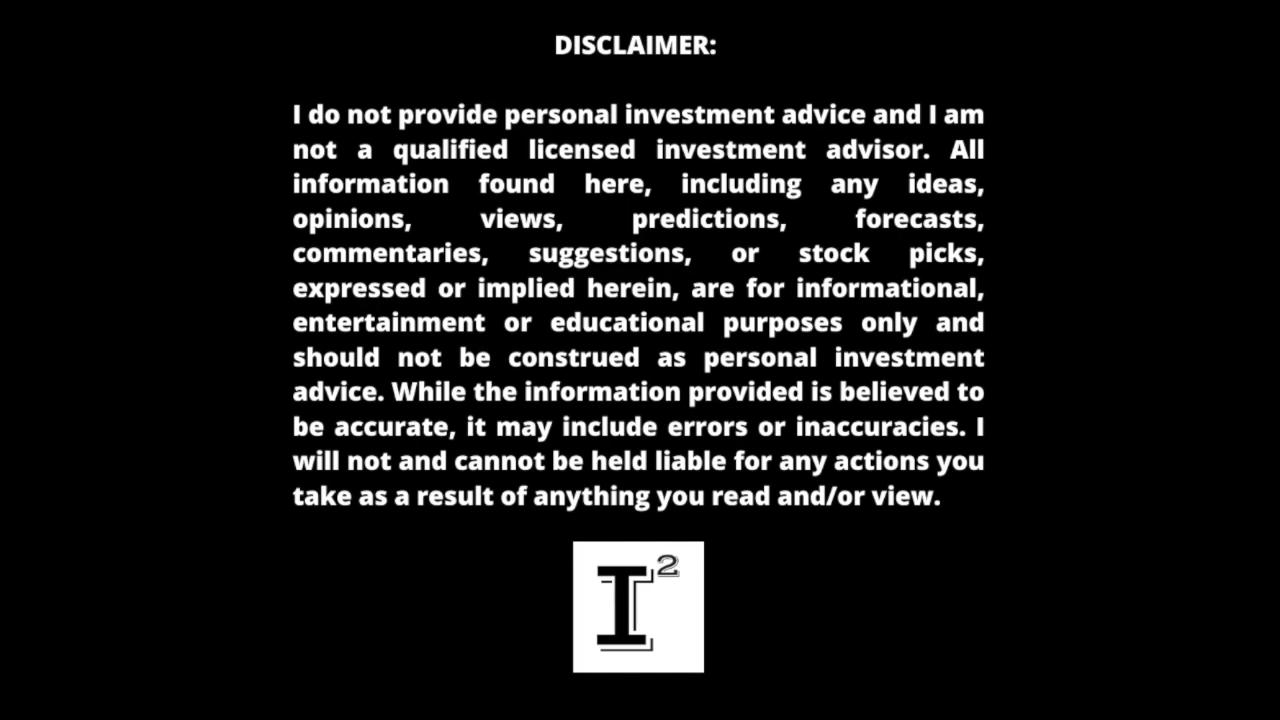 DISCLAIMER:
I do not provide personal investment advice and I am
not a qualified licensed investment advisor. All
information found here, including any ideas,
opinions, views, predictions, forecasts,
commentaries, suggestions, or stock picks,
expressed or implied herein, are for informational,
entertainment or educational purposes only and
should not be construed as personal investment
advice. While the information provided is believed to
be accurate, it may include errors or inaccuracies. I
will not and cannot be held liable for any actions you
take as a result of anything you read and/or view.
I²